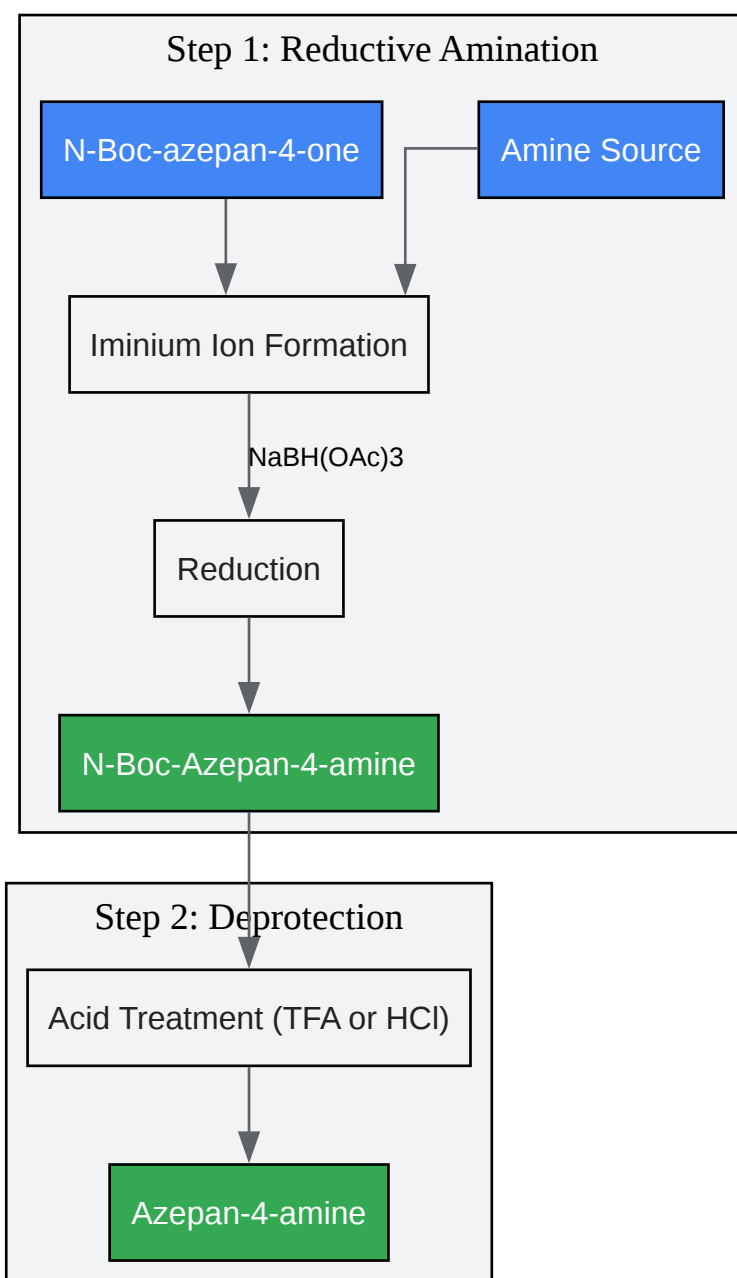 Step 1: Reductive Amination
N-Boc-azepan-4-one
Amine Source
Iminium Ion Formation
NaBH(OAc)3
Reduction
N-Boc-Azepan-4-amine
Step 2: Deprotection
Acid Treatment (TFA or HCl)
Azepan-4-amine